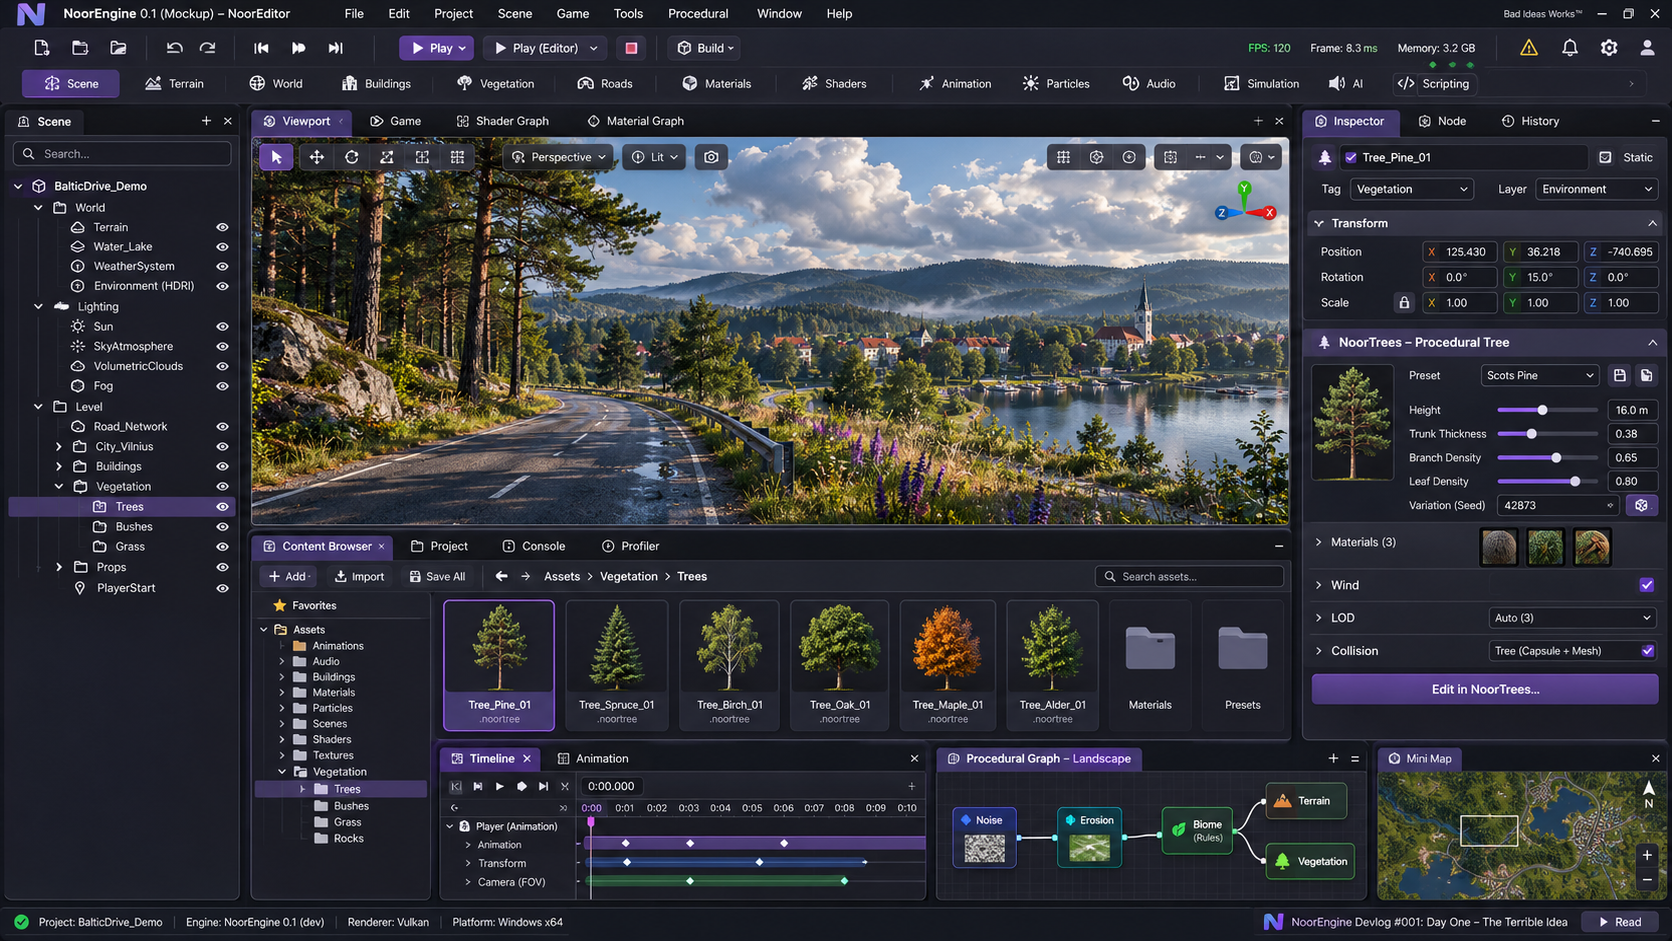 NoorEngine 0.1 (Mockup) – NoorEditor
File Edit Project Scene Game Tools Procedural Window Help
Bad Ideas Works™
Play Play (Editor) Build
FPS: 120 Frame: 8.3 ms Memory: 3.2 GB
Scene Terrain World Buildings Vegetation Roads Materials Shaders Animation Particles Audio Simulation AI Scripting
Scene
Search...
BalticDrive_Demo
World
Terrain
Water_Lake
WeatherSystem
Environment (HDRI)
Lighting
Sun
SkyAtmosphere
VolumetricClouds
Fog
Level
Road_Network
City_Vilnius
Buildings
Vegetation
Trees
Bushes
Grass
Props
PlayerStart
Viewport Game Shader Graph Material Graph
Perspective Lit
Y
Z X
Content Browser Project Console Profiler
Add Import Save All Assets > Vegetation > Trees Search assets...
Favorites
Assets
Animations
Audio
Buildings
Materials
Particles
Scenes
Shaders
Textures
Vegetation
Trees
Bushes
Grass
Rocks
Tree_Pine_01
.noortree
Tree_Spruce_01
.noortree
Tree_Birch_01
.noortree
Tree_Oak_01
.noortree
Tree_Maple_01
.noortree
Tree_Alder_01
.noortree
Materials
Presets
Timeline Animation
0:00.000
0:00 0:01 0:02 0:03 0:04 0:05 0:06 0:07 0:08 0:09 0:10
Player (Animation)
Animation
Transform
Camera (FOV)
Procedural Graph – Landscape
Noise
Erosion
Biome
(Rules)
Terrain
Vegetation
Mini Map
N
Inspector Node History
Tree_Pine_01 Static
Tag Vegetation Layer Environment
Transform
Position X 125.430 Y 36.218 Z -740.695
Rotation X 0.0° Y 15.0° Z 0.0°
Scale X 1.00 Y 1.00 Z 1.00
NoorTrees – Procedural Tree
Preset Scots Pine
Height 16.0 m
Trunk Thickness 0.38
Branch Density 0.65
Leaf Density 0.80
Variation (Seed) 42873
Materials (3)
Wind
LOD Auto (3)
Collision Tree (Capsule + Mesh)
Edit in NoorTrees...
Project: BalticDrive_Demo Engine: NoorEngine 0.1 (dev) Renderer: Vulkan Platform: Windows x64
NoorEngine Devlog #001: Day One – The Terrible Idea Read